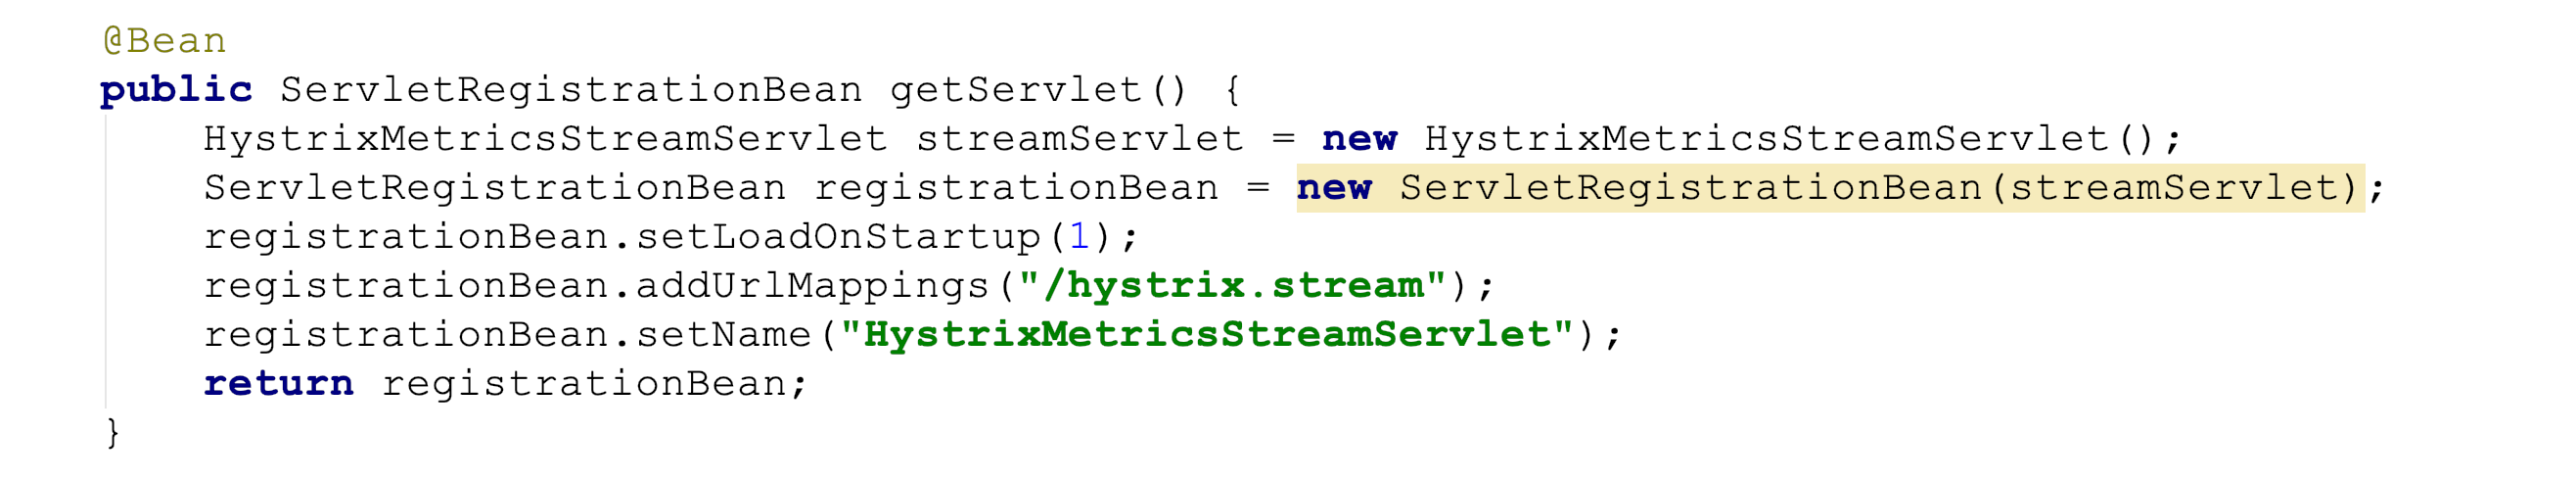 @Bean
public ServletRegistrationBean getServlet() {
    HystrixMetricsStreamServlet streamServlet = new HystrixMetricsStreamServlet();
    ServletRegistrationBean registrationBean = new ServletRegistrationBean(streamServlet);
    registrationBean.setLoadOnStartup(1);
    registrationBean.addUrlMappings("/hystrix.stream");
    registrationBean.setName("HystrixMetricsStreamServlet");
    return registrationBean;
}